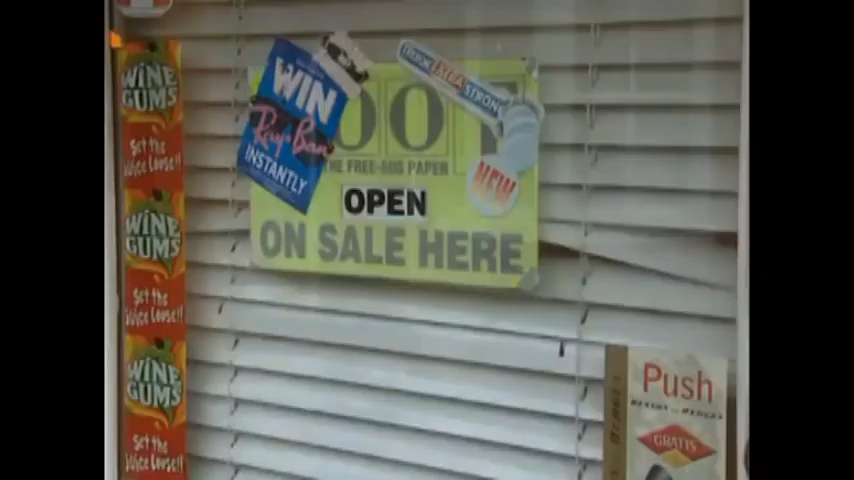 WINE
GUMS
Set the
Juice Loose!!
WINE
GUMS
Set the
Juice Loose!!
WINE
GUMS
Set the
Juice Loose!!
WIN
Ray-Ban
INSTANTLY
OO
EXTRA STRONG
THE FREE-ADS PAPER
NEW
OPEN
ON SALE HERE
Push
GRATIS